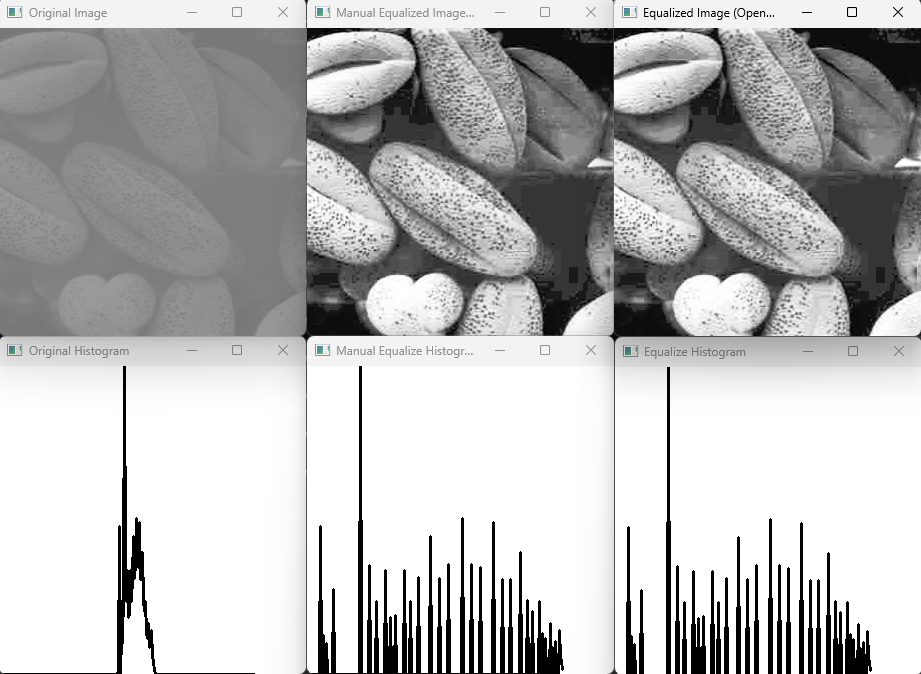 Original Image
Manual Equalized Image...
Equalized Image (Open...
Original Histogram
Manual Equalize Histogr...
Equalize Histogram